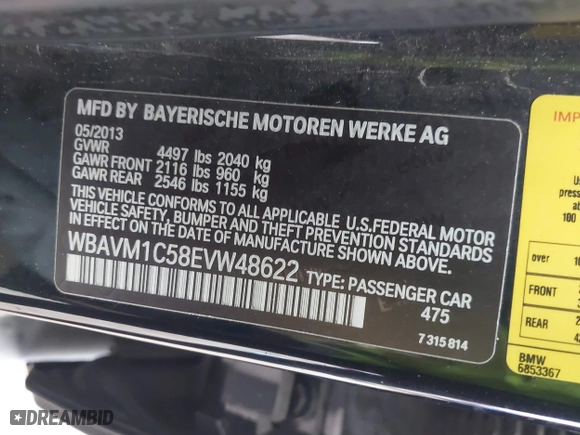 MFD BY BAYERISCHE MOTOREN WERKE AG
05/2013
GVWR 4497 lbs 2040 kg
GAWR FRONT 2116 lbs 960 kg
GAWR REAR 2546 lbs 1155 kg
THIS VEHICLE CONFORMS TO ALL APPLICABLE U.S.FEDERAL MOTOR
VEHICLE SAFETY, BUMPER AND THEFT PREVENTION STANDARDS
IN EFFECT ON THE DATE OF MANUFACTURE SHOWN ABOVE.
WBAVM1C58EVW48622 TYPE: PASSENGER CAR
475
7 315 814
over
100
FRONT
REAR
BMW
6853367
DREAMBID